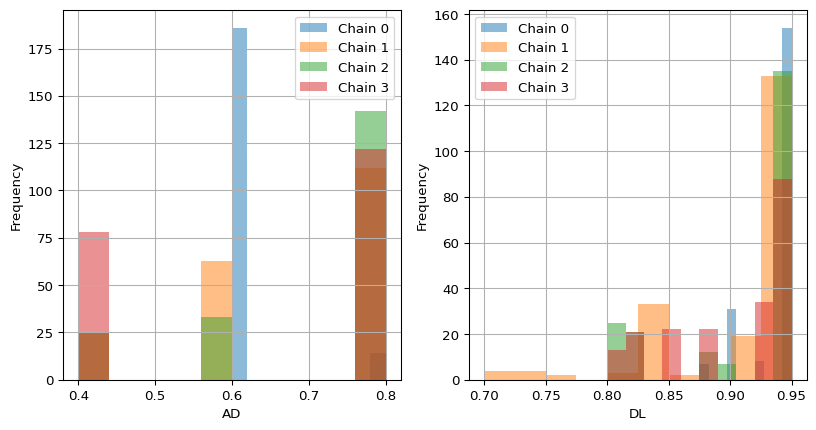 175
150
125
100
75
50
25
0
Frequency
0.4 0.5 0.6 0.7 0.8
AD
Chain 0
Chain 1
Chain 2
Chain 3
160
140
120
100
80
60
40
20
0
Frequency
0.70 0.75 0.80 0.85 0.90 0.95
DL
Chain 0
Chain 1
Chain 2
Chain 3